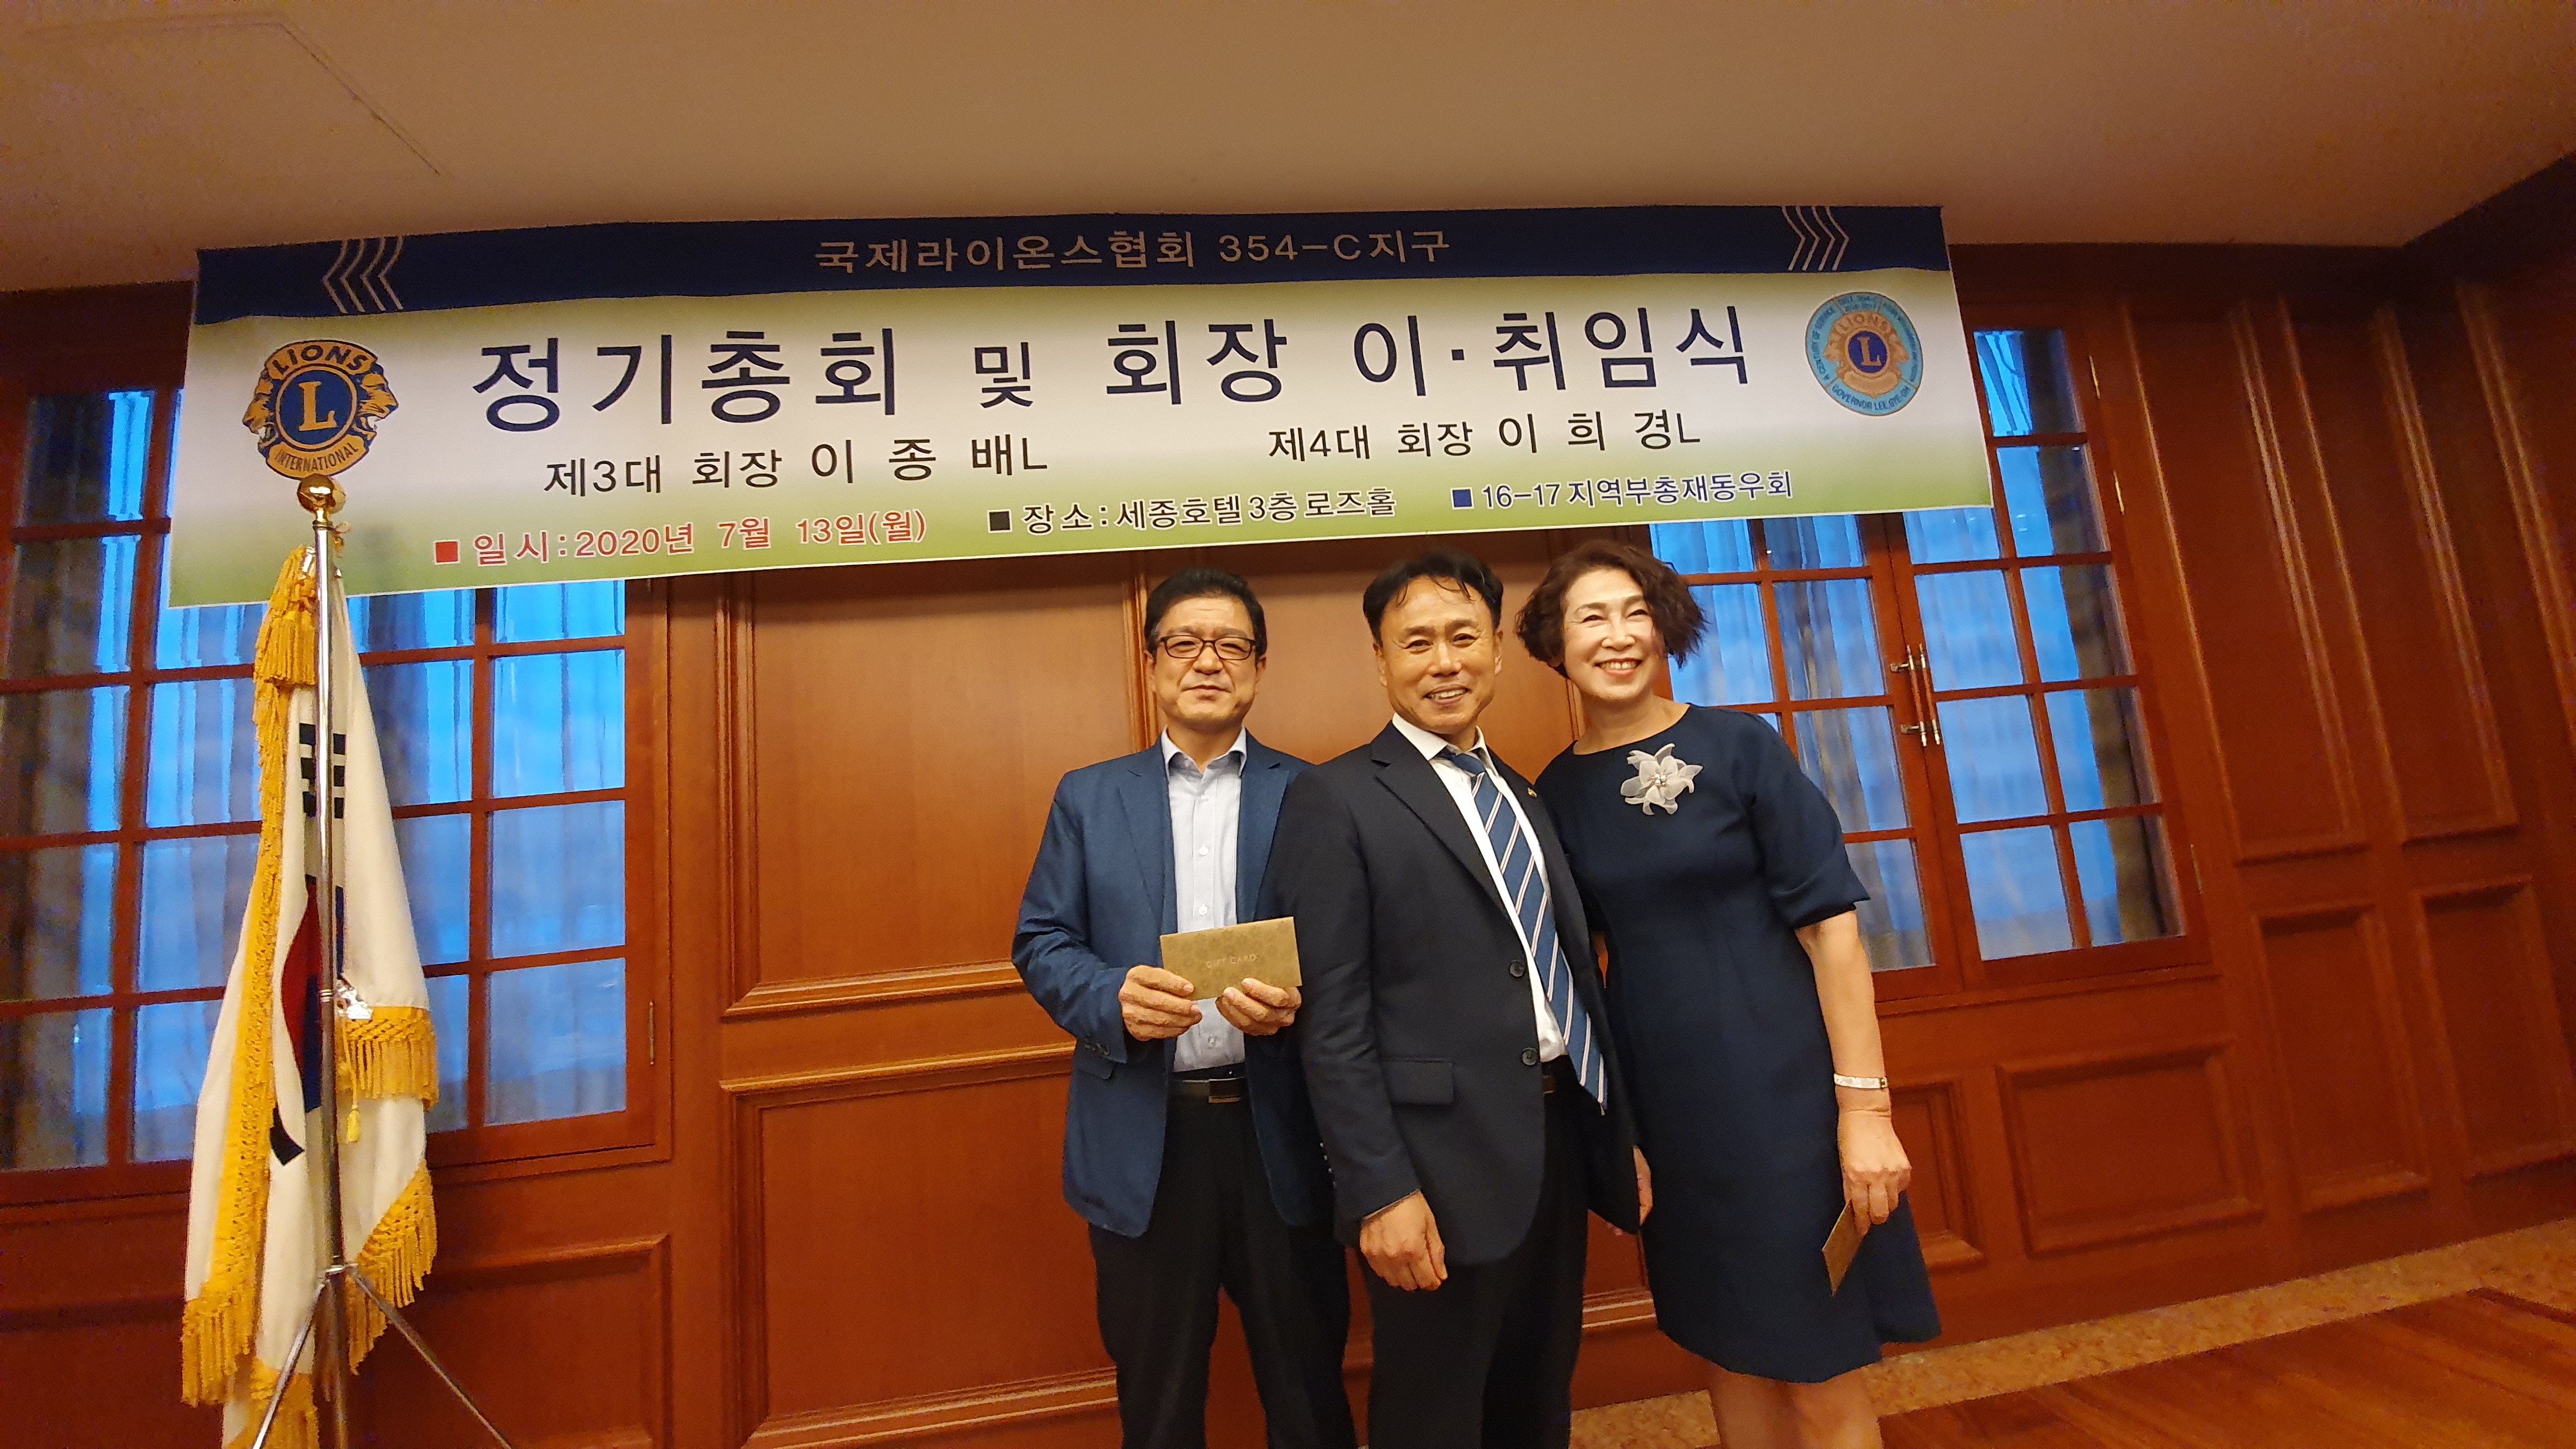 국제라이온스협회 354-C지구
LIONS
L
INTERNATIONAL
정기총회 및 회장 이·취임식
LIONS
L
제3대 회장 이 종 배L
제4대 회장 이 희 경L
■ 일시:2020년 7월 13일(월)
■ 장소:세종호텔 3층 로즈홀
■ 16-17 지역부총재동우회
GIFT CARD